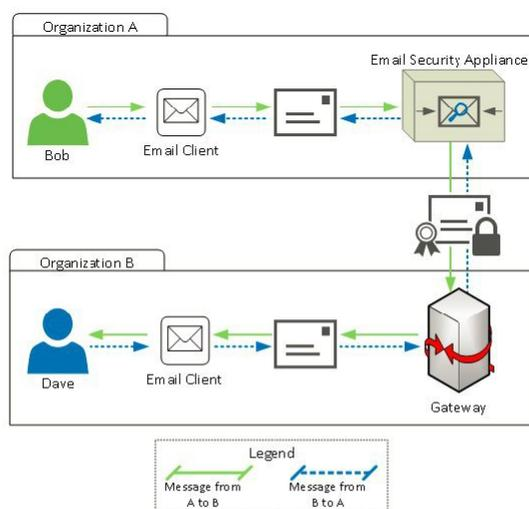 Organization A
Email Security Appliance
Bob
Email Client
Organization B
Dave
Email Client
Gateway
Legend
Message from
A to B
Message from
B to A